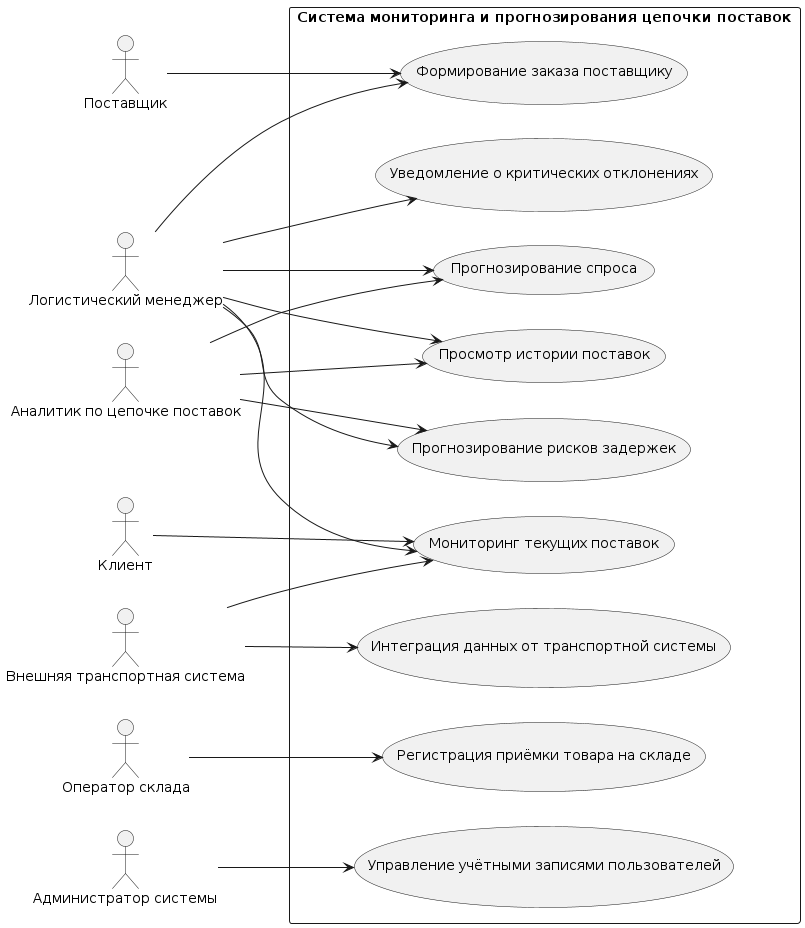 Система мониторинга и прогнозирования цепочки поставок
Поставщик
Формирование заказа поставщику
Уведомление о критических отклонениях
Логистический менеджер
Прогнозирование спроса
Просмотр истории поставок
Аналитик по цепочке поставок
Прогнозирование рисков задержек
Клиент
Мониторинг текущих поставок
Внешняя транспортная система
Интеграция данных от транспортной системы
Оператор склада
Регистрация приёмки товара на складе
Администратор системы
Управление учётными записями пользователей